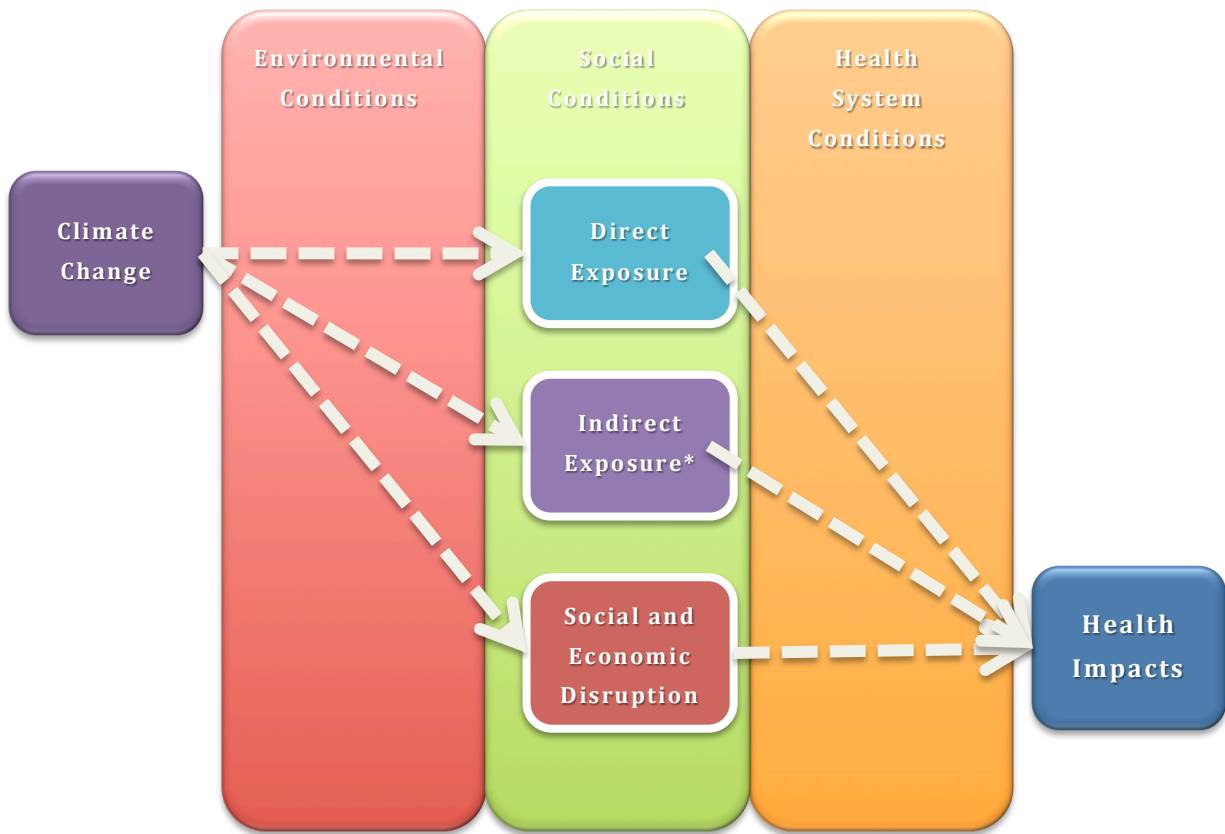 Environmental
Conditions
Social
Conditions
Health
System
Conditions
Climate
Change
Direct
Exposure
Indirect
Exposure*
Social and
Economic
Disruption
Health
Impacts